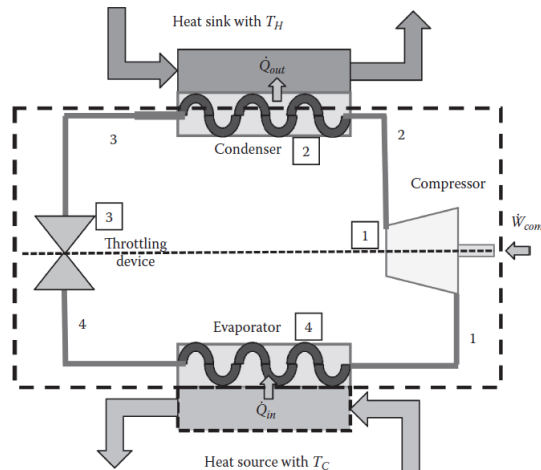 Heat sink with T_H
Q̇_out
3
Condenser
2
2
Compressor
3
Throttling
device
1
Ẇ_com
4
Evaporator
4
1
Q̇_in
Heat source with T_C